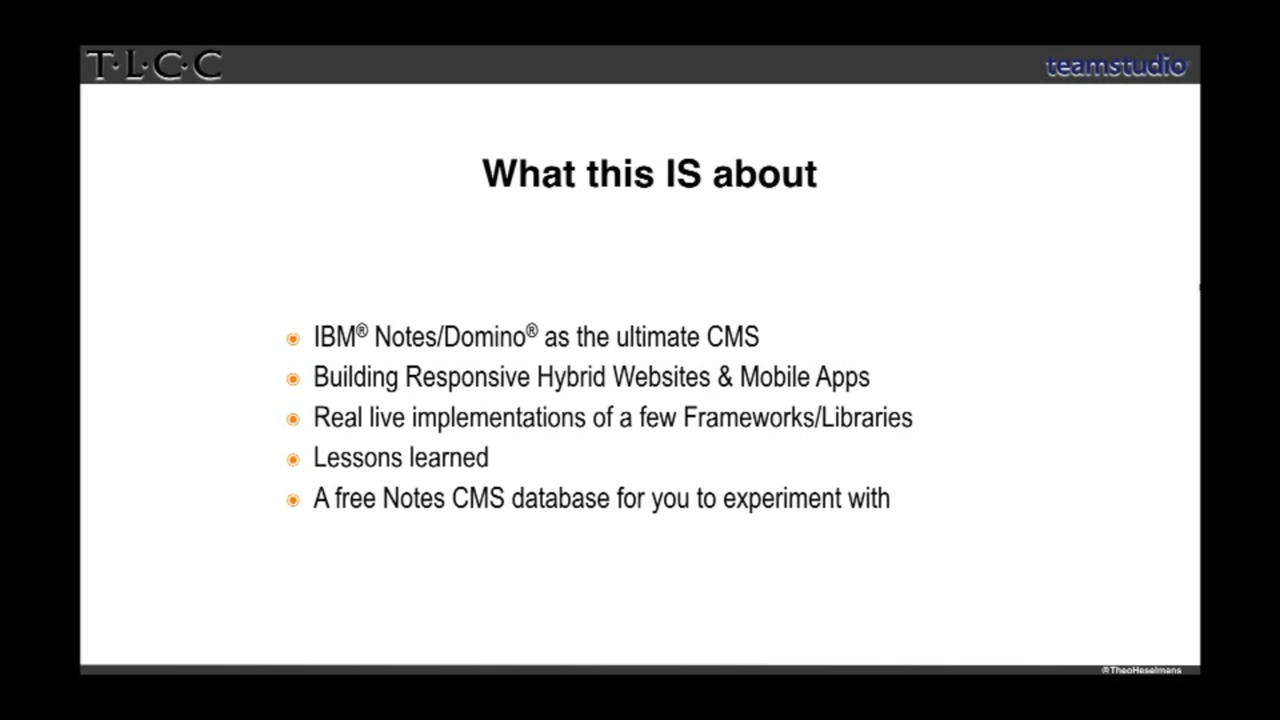 T·L·C·C
teamstudio
What this IS about
IBM® Notes/Domino® as the ultimate CMS
Building Responsive Hybrid Websites & Mobile Apps
Real live implementations of a few Frameworks/Libraries
Lessons learned
A free Notes CMS database for you to experiment with
@TheoHeselmans